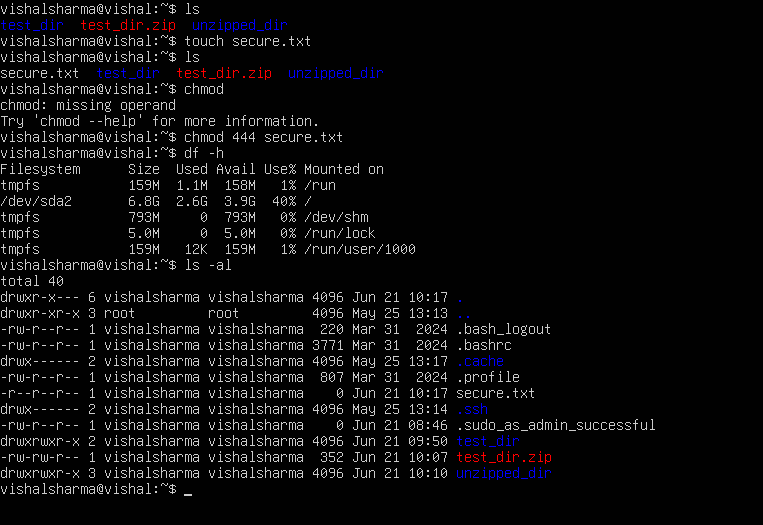 vishalsharma@vishal:~$ ls
test_dir  test_dir.zip  unzipped_dir
vishalsharma@vishal:~$ touch secure.txt
vishalsharma@vishal:~$ ls
secure.txt  test_dir  test_dir.zip  unzipped_dir
vishalsharma@vishal:~$ chmod
chmod: missing operand
Try 'chmod --help' for more information.
vishalsharma@vishal:~$ chmod 444 secure.txt
vishalsharma@vishal:~$ df -h
Filesystem      Size  Used Avail Use% Mounted on
tmpfs           159M  1.1M  158M   1% /run
/dev/sda2       6.8G  2.6G  3.9G  40% /
tmpfs           793M     0  793M   0% /dev/shm
tmpfs           5.0M     0  5.0M   0% /run/lock
tmpfs           159M   12K  159M   1% /run/user/1000
vishalsharma@vishal:~$ ls -al
total 40
drwxr-x--- 6 vishalsharma vishalsharma 4096 Jun 21 10:17 .
drwxr-xr-x 3 root         root         4096 May 25 13:13 ..
-rw-r--r-- 1 vishalsharma vishalsharma  220 Mar 31  2024 .bash_logout
-rw-r--r-- 1 vishalsharma vishalsharma 3771 Mar 31  2024 .bashrc
drwx------ 2 vishalsharma vishalsharma 4096 May 25 13:17 .cache
-rw-r--r-- 1 vishalsharma vishalsharma  807 Mar 31  2024 .profile
-r--r--r-- 1 vishalsharma vishalsharma    0 Jun 21 10:17 secure.txt
drwx------ 2 vishalsharma vishalsharma 4096 May 25 13:14 .ssh
-rw-r--r-- 1 vishalsharma vishalsharma    0 Jun 21 08:46 .sudo_as_admin_successful
drwxrwxr-x 2 vishalsharma vishalsharma 4096 Jun 21 09:50 test_dir
-rw-rw-r-- 1 vishalsharma vishalsharma  352 Jun 21 10:07 test_dir.zip
drwxrwxr-x 3 vishalsharma vishalsharma 4096 Jun 21 10:10 unzipped_dir
vishalsharma@vishal:~$ _